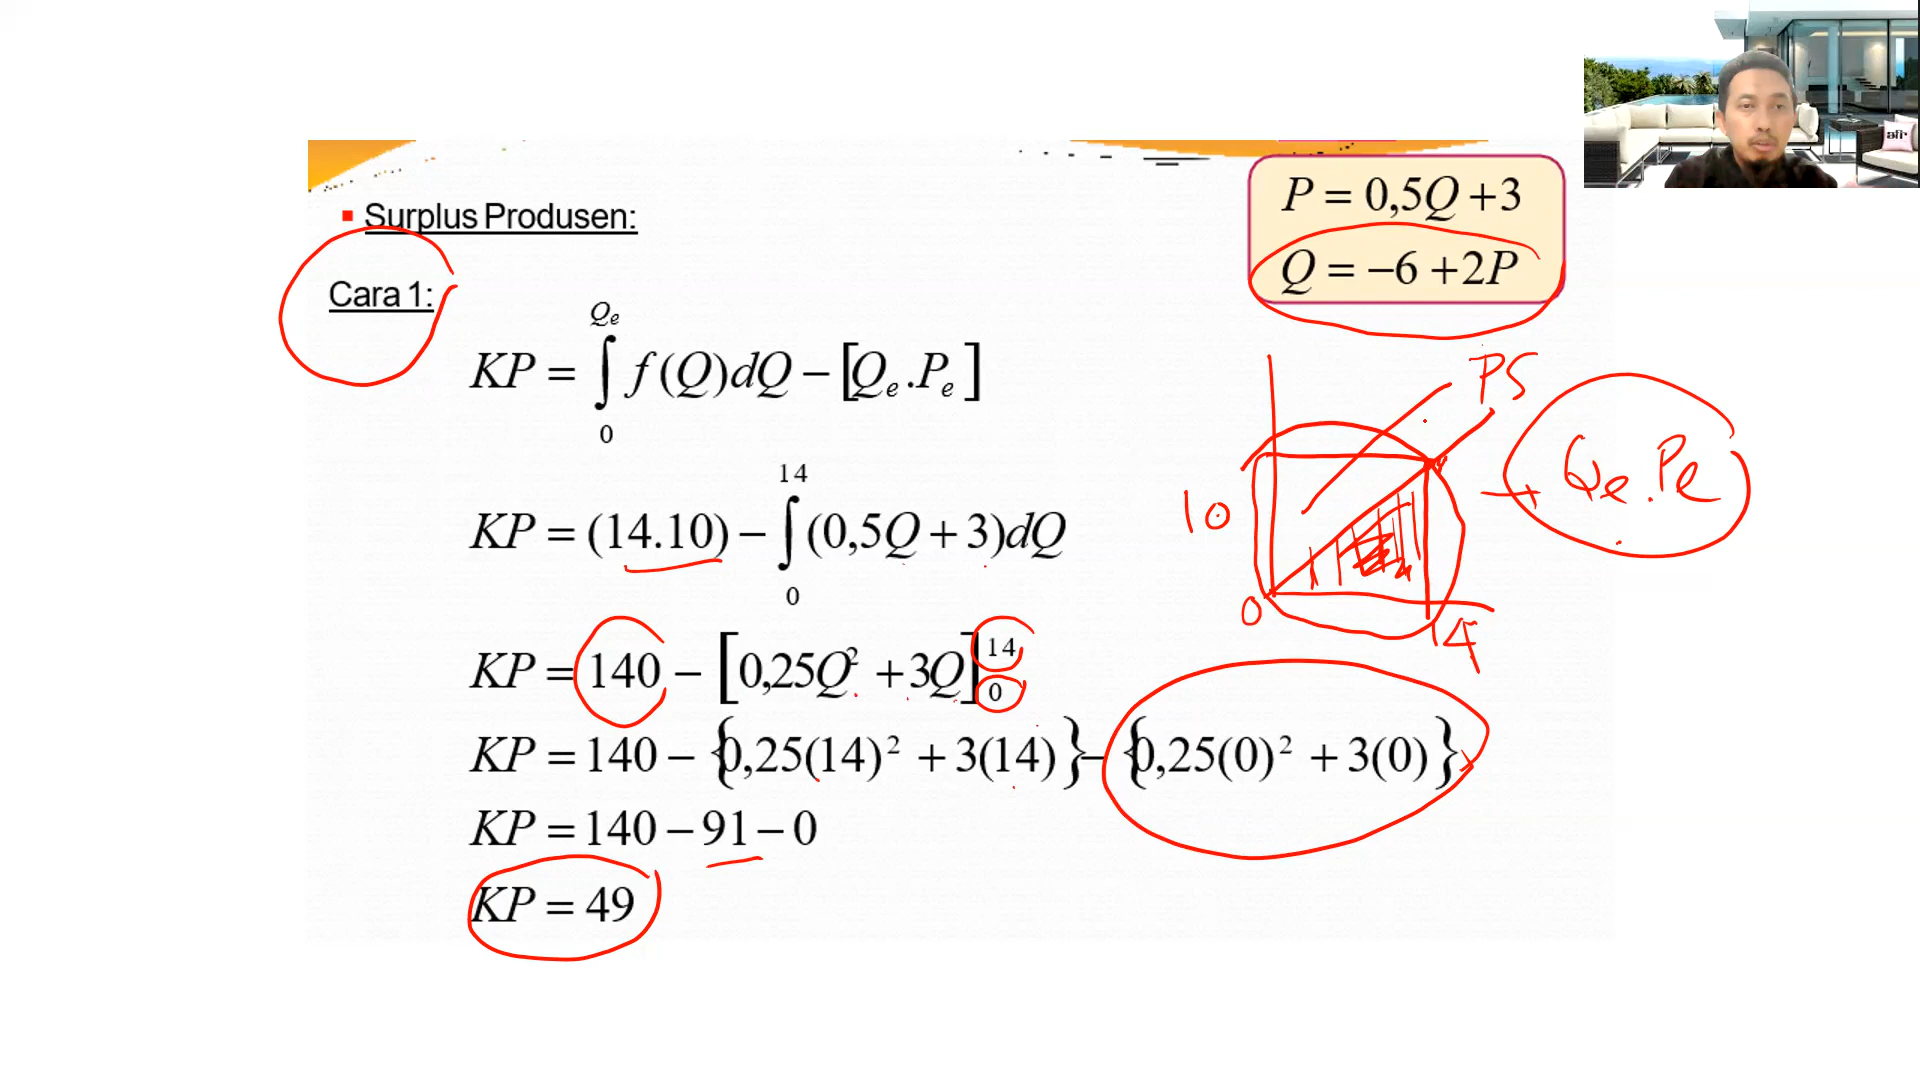 P = 0,5Q + 3
Q = −6 + 2P
Surplus Produsen:
Cara 1:
KP = ∫₀^Qe f(Q)dQ − [Qe.Pe]
KP = (14.10) − ∫₀^14 (0,5Q + 3)dQ
KP = 140 − [0,25Q² + 3Q]₀^14
KP = 140 − {0,25(14)² + 3(14)} − {0,25(0)² + 3(0)}
KP = 140 − 91 − 0
KP = 49
PS
Qe.Pe
10
0
14
afir